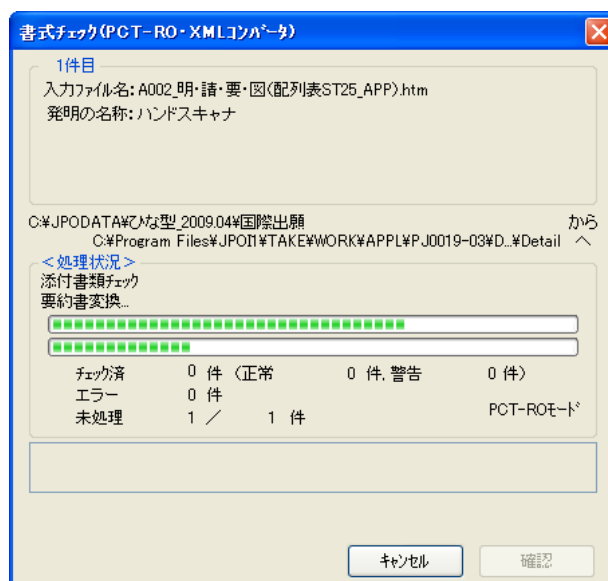 書式チェック(PCT-RO・XMLコンバータ)
1件目
入力ファイル名:A002_明・請・要・図(配列表ST25_APP).htm
発明の名称:ハンドスキャナ
C:¥JPODATA¥ひな型_2009.04¥国際出願 から
C:¥Program Files¥JPOI1¥TAKE¥WORK¥APPL¥PJ0019-03¥D...¥Detail へ
<処理状況>
添付書類チェック
要約書変換...
チェック済 0 件 (正常 0 件,警告 0 件)
エラー 0 件
未処理 1 / 1 件
PCT-ROモード
キャンセル 確認